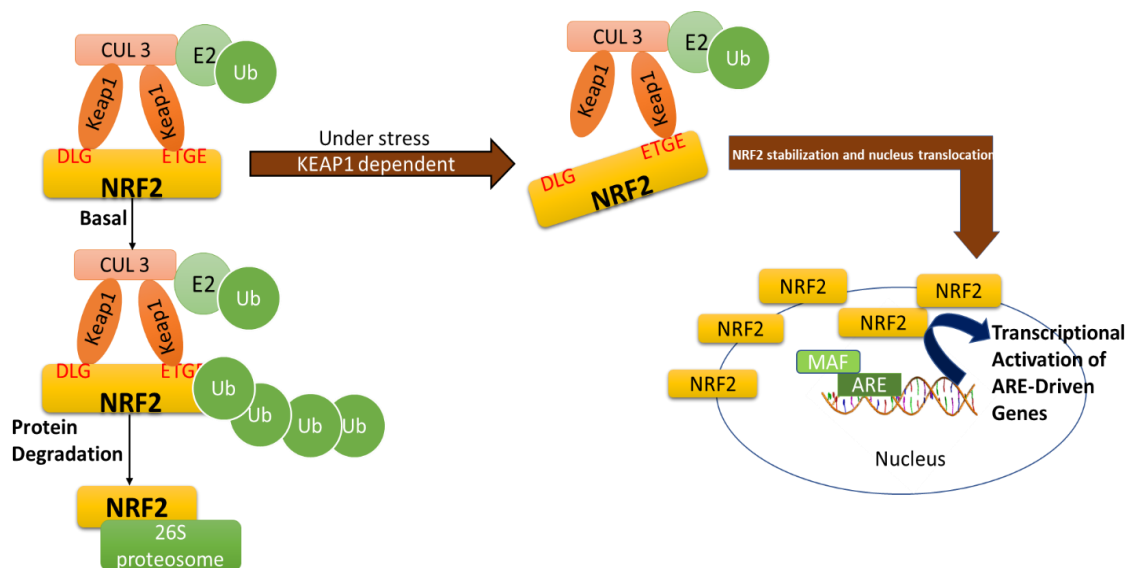 CUL 3
E2
Ub
Keap1
Keap1
DLG
ETGE
NRF2
Under stress
KEAP1 dependent
CUL 3
E2
Ub
Keap1
Keap1
DLG
ETGE
NRF2
NRF2 stabilization and nucleus translocation
Basal
CUL 3
E2
Ub
Keap1
Keap1
DLG
ETGE
NRF2
Ub
Ub
Ub
Ub
Protein
Degradation
NRF2
26S
proteosome
NRF2
NRF2
NRF2
NRF2
NRF2
MAF
ARE
Transcriptional
Activation of
ARE-Driven
Genes
Nucleus